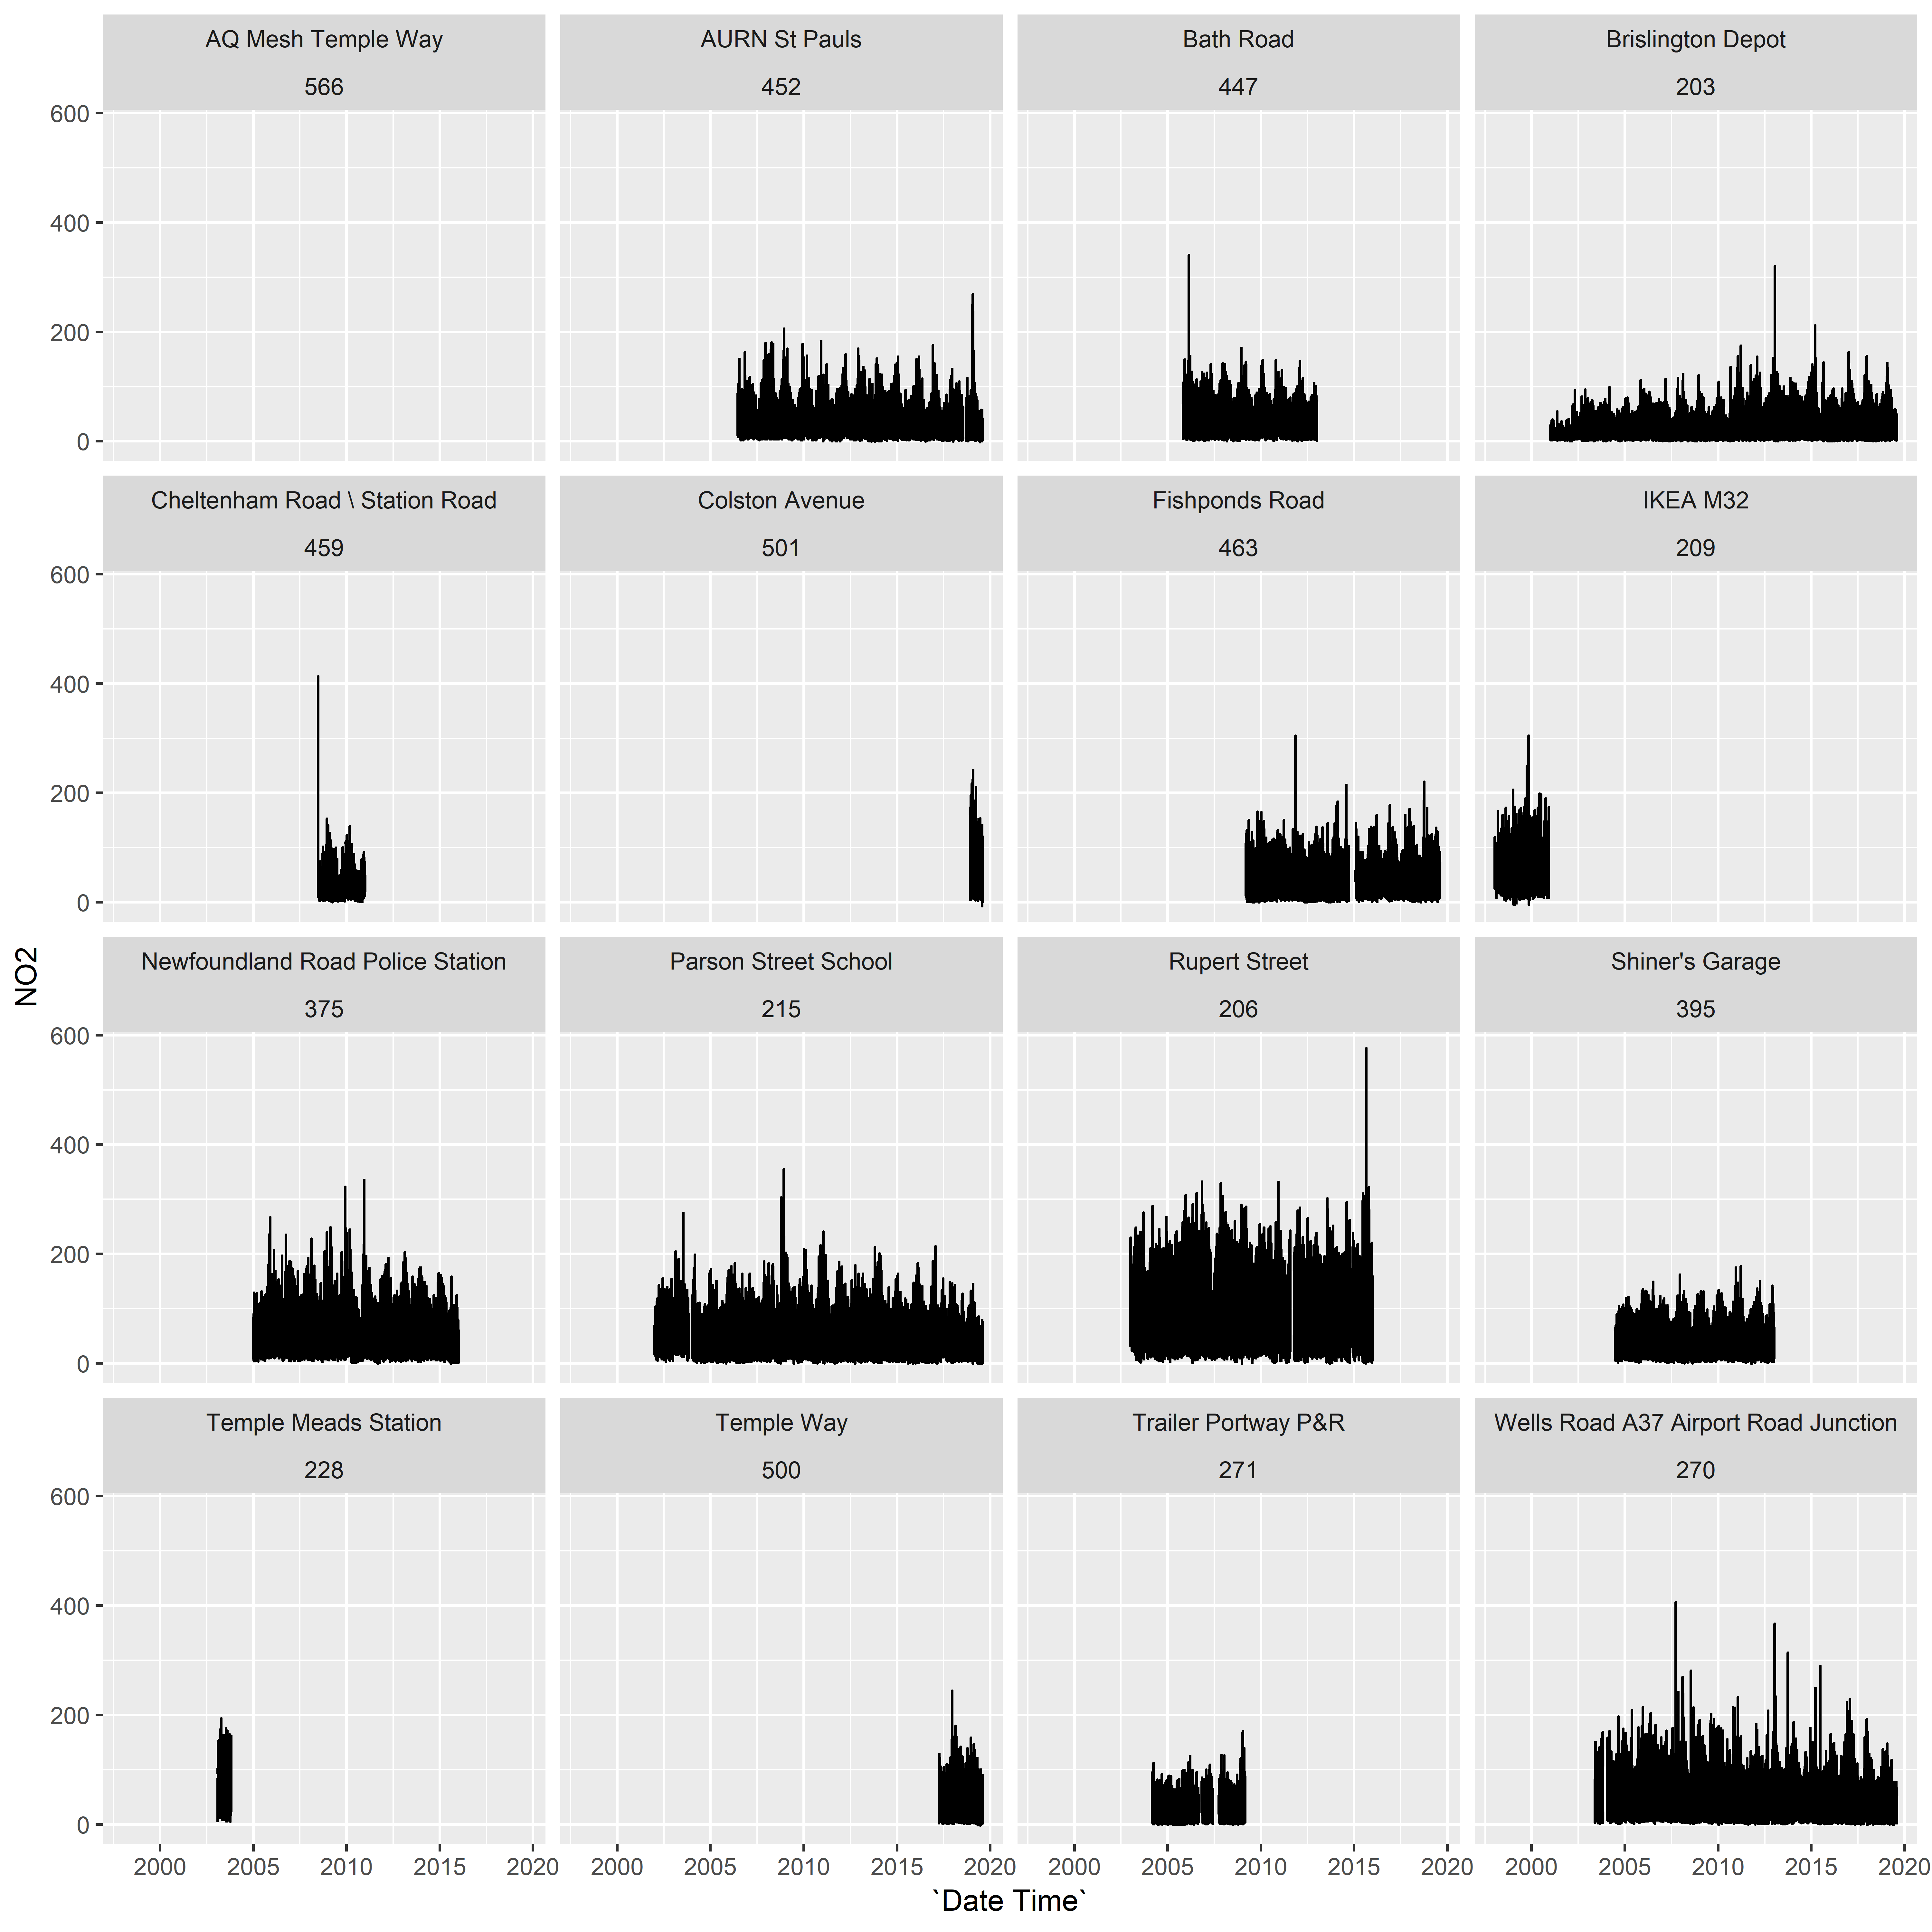 AQ Mesh Temple Way
AURN St Pauls
Bath Road
Brislington Depot
566
452
447
203
600
400
200
0
Cheltenham Road \ Station Road
Colston Avenue
Fishponds Road
IKEA M32
459
501
463
209
600
400
200
0
Newfoundland Road Police Station
Parson Street School
Rupert Street
Shiner's Garage
375
215
206
395
600
400
200
0
NO2
Temple Meads Station
Temple Way
Trailer Portway P&R
Wells Road A37 Airport Road Junction
228
500
271
270
600
400
200
0
2000 2005 2010 2015 2020
2000 2005 2010 2015 2020
2000 2005 2010 2015 2020
2000 2005 2010 2015 2020
`Date Time`